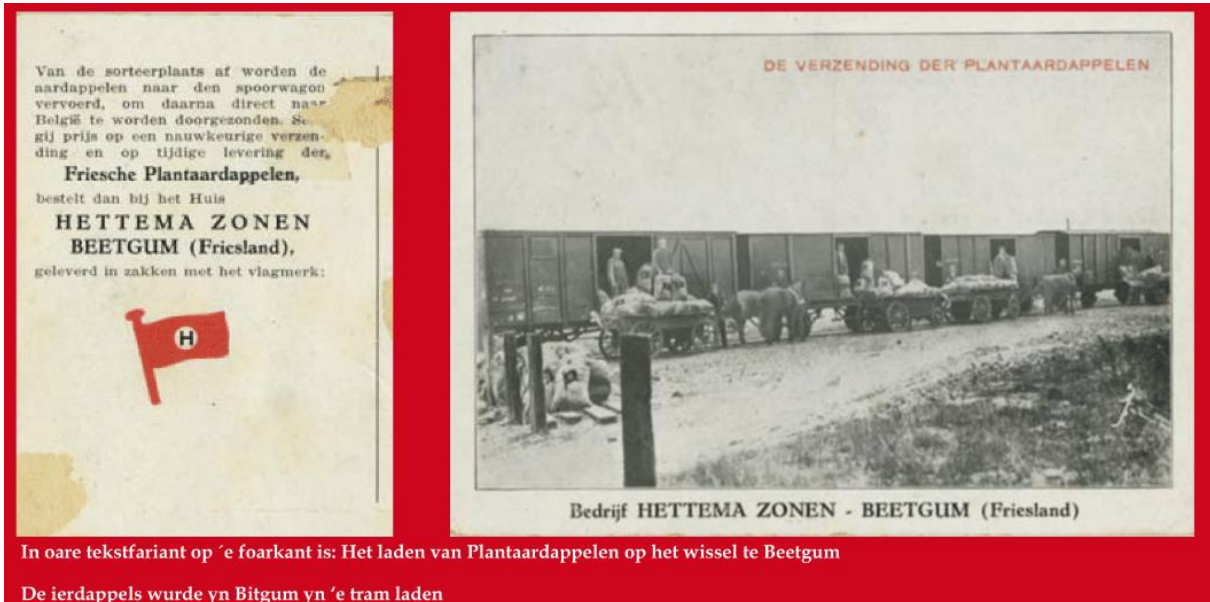 Van de sorteerplaats af worden de
aardappelen naar den spoorwagon
vervoerd, om daarna direct naar
België te worden doorgezonden.
gij prijs op een nauwkeurige verzen-
ding en op tijdige levering der
Friesche Plantaardappelen,
bestelt dan bij het Huis
HETTEMA ZONEN
BEETGUM (Friesland),
geleverd in zakken met het vlagmerk:
H
DE VERZENDING DER PLANTAARDAPPELEN
Bedrijf HETTEMA ZONEN - BEETGUM (Friesland)
In oare tekstfariant op ´e foarkant is: Het laden van Plantaardappelen op het wissel te Beetgum
De ierdappels wurde yn Bitgum yn ‘e tram laden